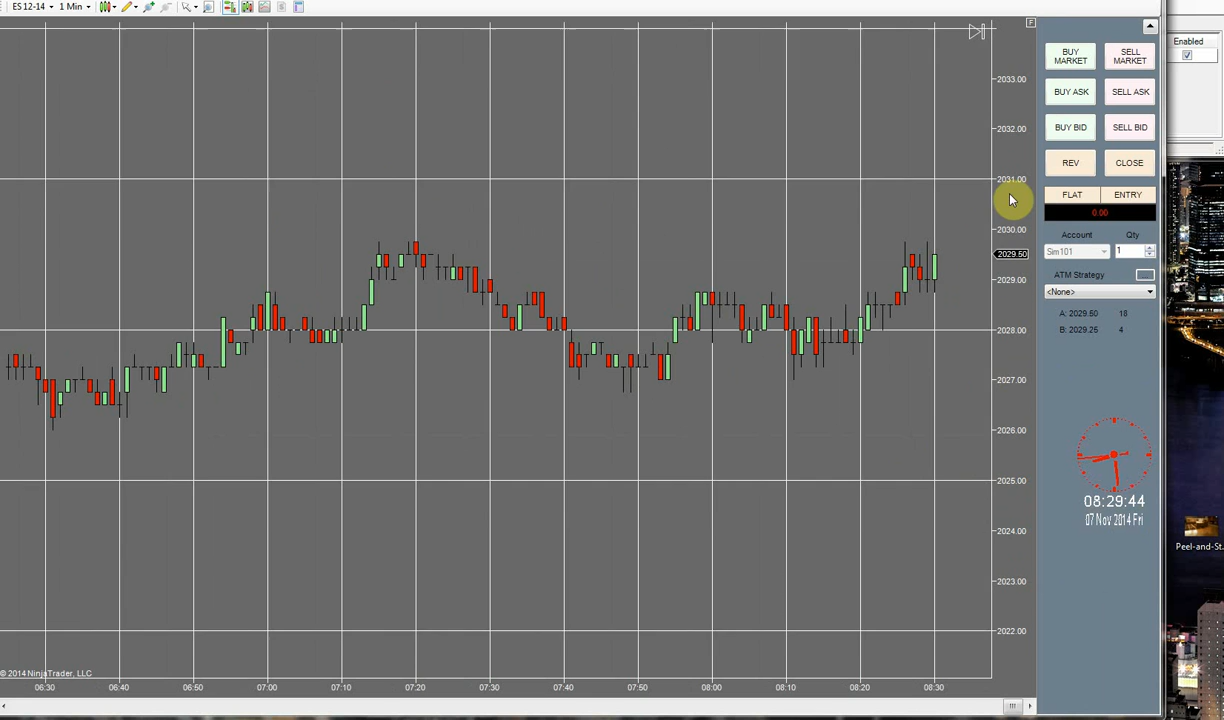 ES 12-14 1 Min
F
Enabled
BUY MARKET
SELL MARKET
BUY ASK
SELL ASK
BUY BID
SELL BID
REV
CLOSE
FLAT
ENTRY
0.00
Account
Qty
Sim101
1
ATM Strategy
<None>
A: 2029.50 18
B: 2029.25 4
08:29:44
07 Nov 2014 Fri
Peel-and-St...
2033.00
2032.00
2031.00
2030.00
2029.50
2029.00
2028.00
2027.00
2026.00
2025.00
2024.00
2023.00
2022.00
© 2014 NinjaTrader, LLC
06:30 06:40 06:50 07:00 07:10 07:20 07:30 07:40 07:50 08:00 08:10 08:20 08:30